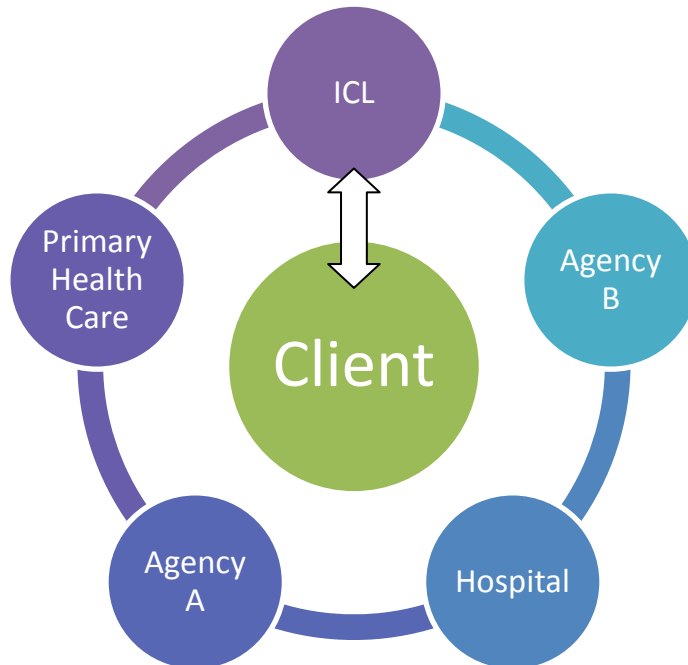 ICL
Primary
Health
Care
Agency
B
Client
Agency
A
Hospital